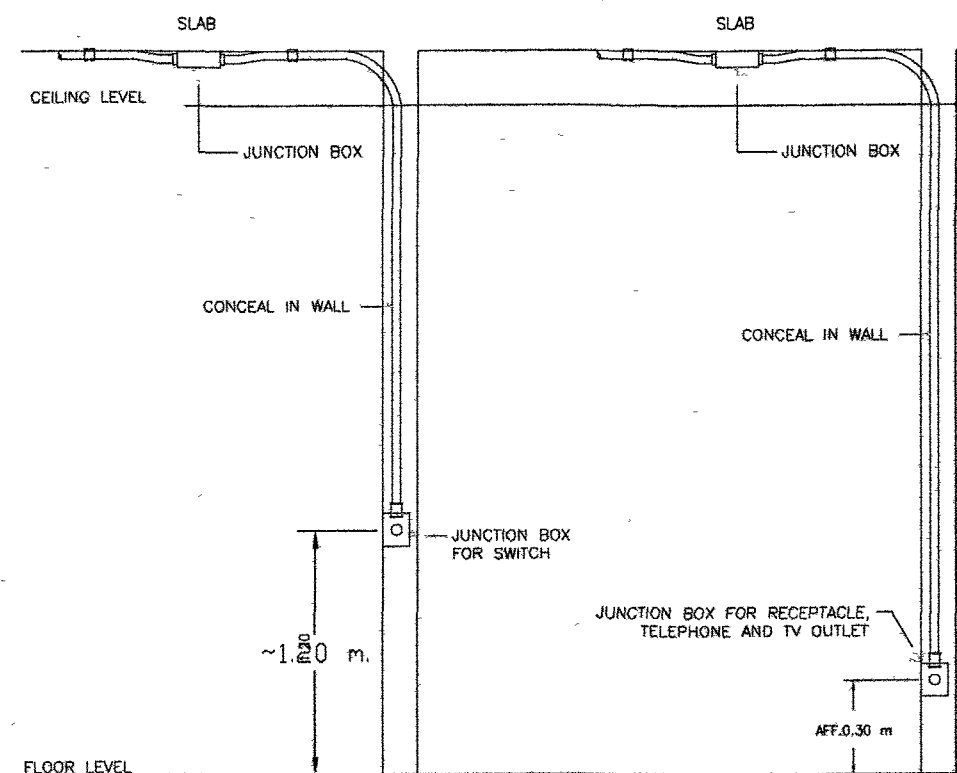 SLAB
SLAB
CEILING LEVEL
JUNCTION BOX
JUNCTION BOX
CONCEAL IN WALL
CONCEAL IN WALL
JUNCTION BOX
FOR SWITCH
JUNCTION BOX FOR RECEPTACLE,
TELEPHONE AND TV OUTLET
m.
AFF.0.30 m
FLOOR LEVEL